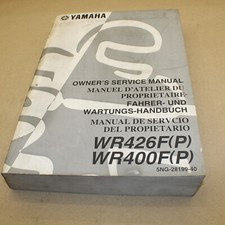 YAMAHA
OWNER'S SERVICE MANUAL
MANUEL D'ATELIER DU
PROPRIETAIRE
FAHRER- UND
WARTUNGS-HANDBUCH
MANUAL DE SERVCIO
DEL PROPIETARIO
WR426F(P)
WR400F(P)
5NG-28199-40